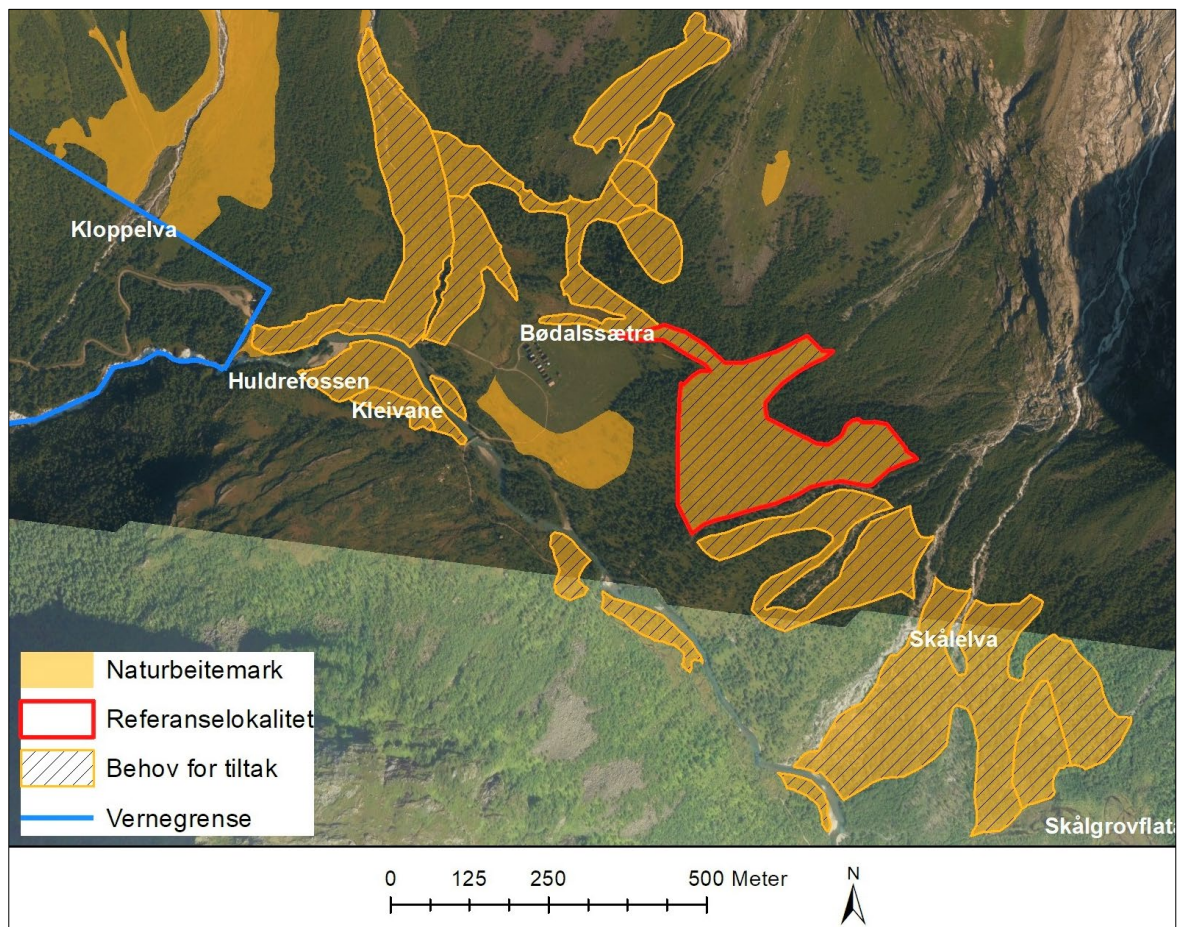 Kloppelva
Bødalssætra
Huldrefossen
Kleivane
Skålelva
Skålgrovflat
Naturbeitemark
Referanselokalitet
Behov for tiltak
Vernegrense
0 125 250 500 Meter
N